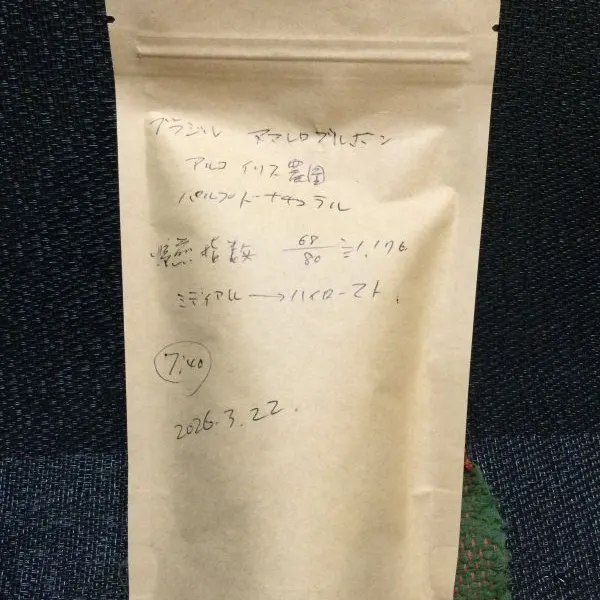 ブラジル アマレロブルボン
アルコ イリス農園
パルプトナチュラル
焙煎指数 68/80 ≒1.176
ミディアム→ハイロースト.
7:40
2026.3.22.